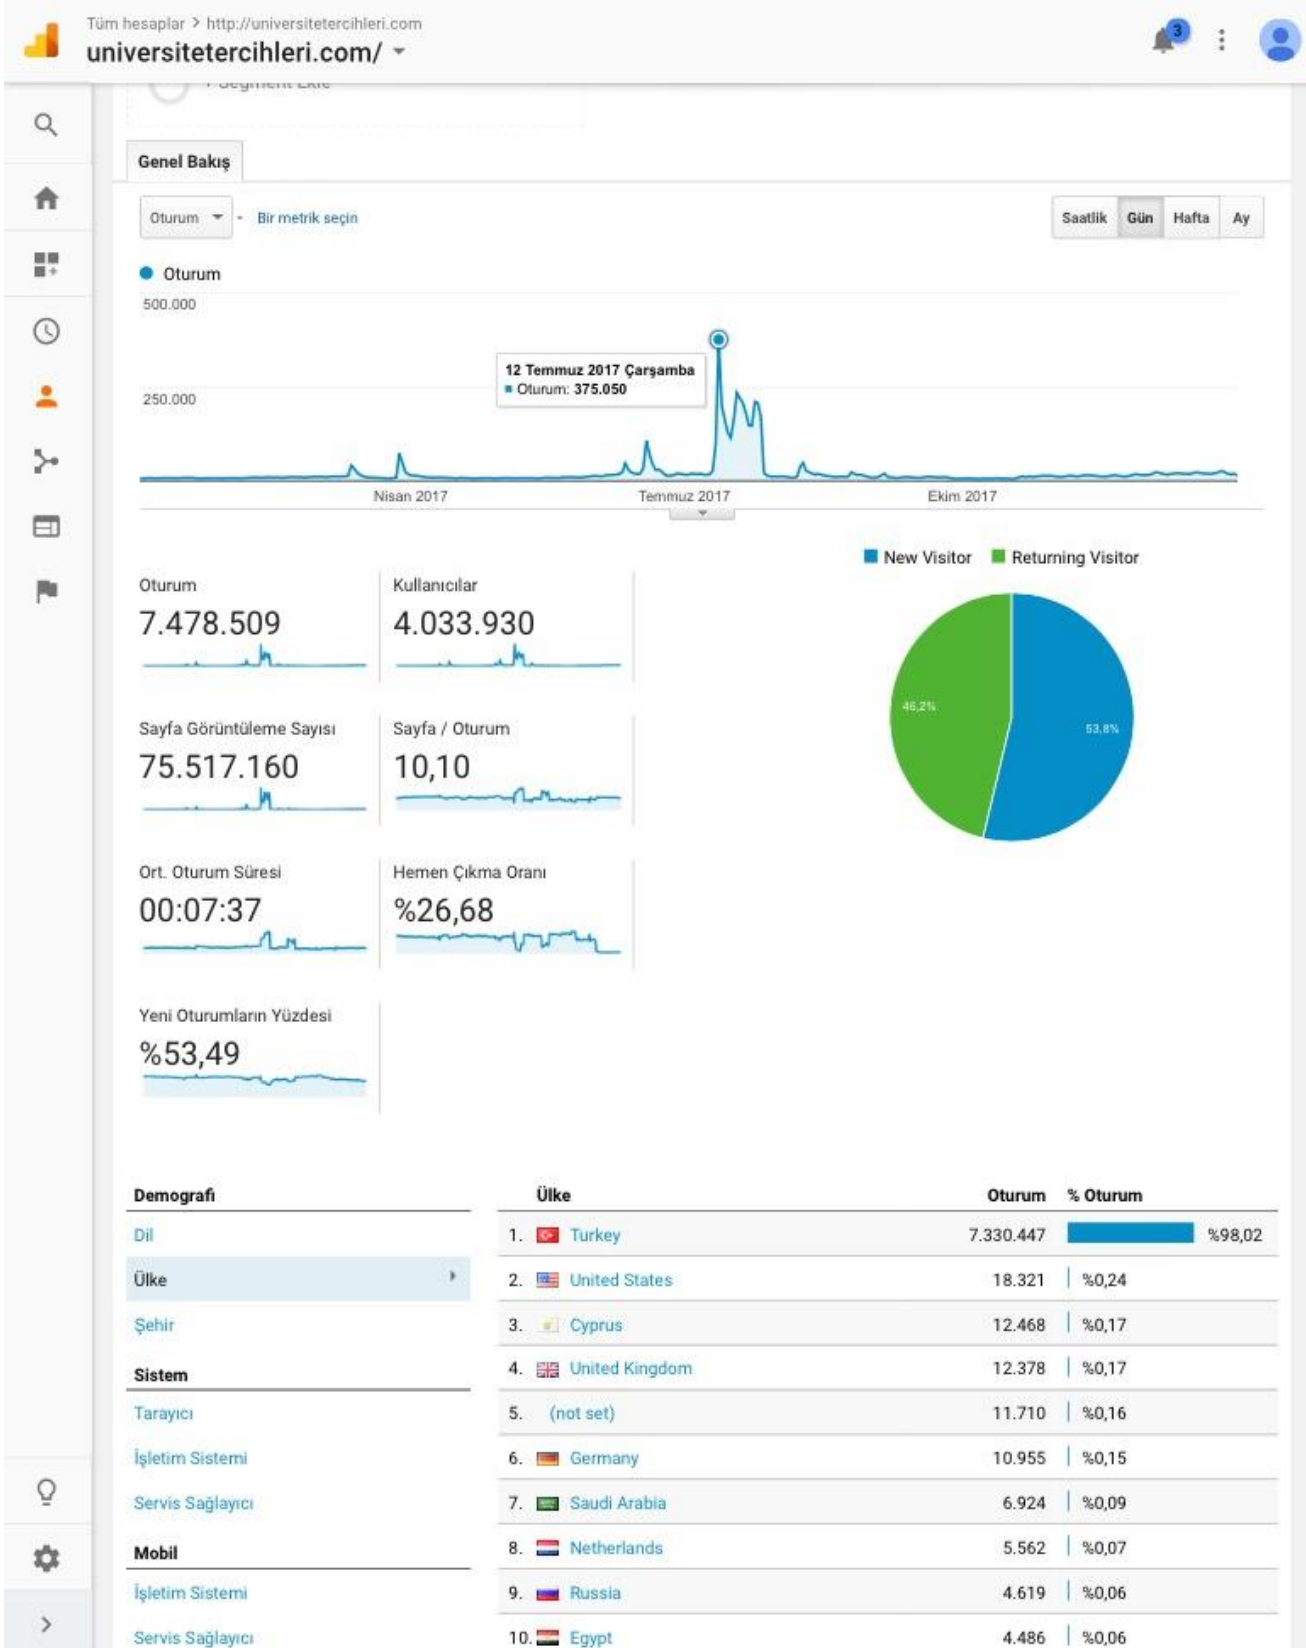 Tüm hesaplar > http://universitetercihleri.com
universitetercihleri.com/
3
+ Segment Ekle
Genel Bakış
Oturum - Bir metrik seçin
Saatlik Gün Hafta Ay
Oturum
500.000
12 Temmuz 2017 Çarşamba
Oturum: 375.050
250.000
Nisan 2017 Temmuz 2017 Ekim 2017
New Visitor Returning Visitor
Oturum
7.478.509
Kullanıcılar
4.033.930
Sayfa Görüntüleme Sayısı
75.517.160
Sayfa / Oturum
10,10
46,2%
53,8%
Ort. Oturum Süresi
00:07:37
Hemen Çıkma Oranı
%26,68
Yeni Oturumların Yüzdesi
%53,49
Demografi
Dil
Ülke
Şehir
Sistem
Tarayıcı
İşletim Sistemi
Servis Sağlayıcı
Mobil
İşletim Sistemi
Servis Sağlayıcı
Ülke Oturum % Oturum
1. Turkey 7.330.447 %98,02
2. United States 18.321 %0,24
3. Cyprus 12.468 %0,17
4. United Kingdom 12.378 %0,17
5. (not set) 11.710 %0,16
6. Germany 10.955 %0,15
7. Saudi Arabia 6.924 %0,09
8. Netherlands 5.562 %0,07
9. Russia 4.619 %0,06
10. Egypt 4.486 %0,06